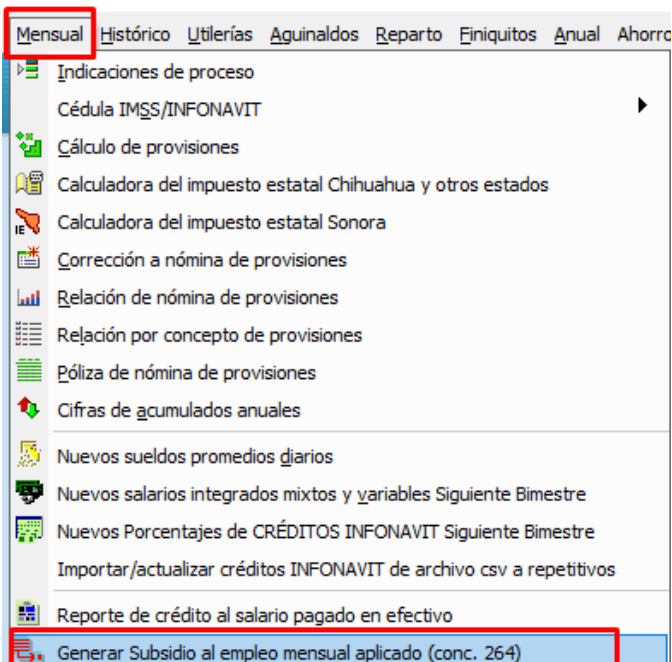 Mensual Histórico Utilerías Aguinaldos Reparto Finiquitos Anual Ahorro
Indicaciones de proceso
Cédula IMSS/INFONAVIT
Cálculo de provisiones
Calculadora del impuesto estatal Chihuahua y otros estados
IE Calculadora del impuesto estatal Sonora
Corrección a nómina de provisiones
Relación de nómina de provisiones
Relación por concepto de provisiones
Póliza de nómina de provisiones
Cifras de acumulados anuales
Nuevos sueldos promedios diarios
Nuevos salarios integrados mixtos y variables Siguiente Bimestre
Nuevos Porcentajes de CRÉDITOS INFONAVIT Siguiente Bimestre
Importar/actualizar créditos INFONAVIT de archivo csv a repetitivos
Reporte de crédito al salario pagado en efectivo
Generar Subsidio al empleo mensual aplicado (conc. 264)